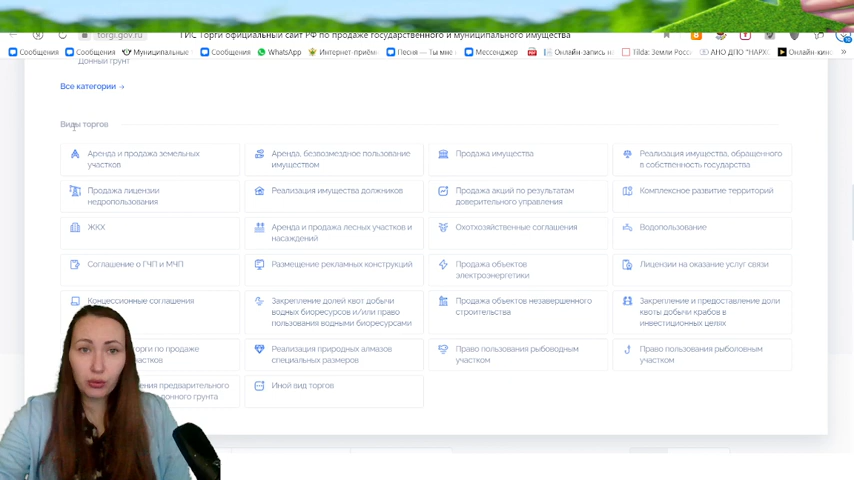 torgi.gov.ru
ГИС Торги официальный сайт РФ по продаже государственного и муниципального имущества
Сообщения
Сообщения
Муниципальные
Сообщения
WhatsApp
Интернет-приём
Песня — Ты мне
Мессенджер
Онлайн-запись н
Tilda: Земли Росс
АНО ДПО "НАРХ
Онлайн-кин
донный грунт
Все категории →
Виды торгов
Аренда и продажа земельных
участков
Аренда, безвозмездное пользование
имуществом
Продажа имущества
Реализация имущества, обращенного
в собственность государства
Продажа лицензии
недропользования
Реализация имущества должников
Продажа акций по результатам
доверительного управления
Комплексное развитие территорий
ЖКХ
Аренда и продажа лесных участков и
насаждений
Охотхозяйственные соглашения
Водопользование
Соглашение о ГЧП и МЧП
Размещение рекламных конструкций
Продажа объектов
электроэнергетики
Лицензии на оказание услуг связи
Концессионные соглашения
Закрепление долей квот добычи
водных биоресурсов и/или право
пользования водными биоресурсами
Продажа объектов незавершенного
строительства
Закрепление и предоставление доли
квоты добычи крабов в
инвестиционных целях
торги по продаже
участков
Реализация природных алмазов
специальных размеров
Право пользования рыбоводным
участком
Право пользования рыболовным
участком
ения предварительного
донного грунта
Иной вид торгов